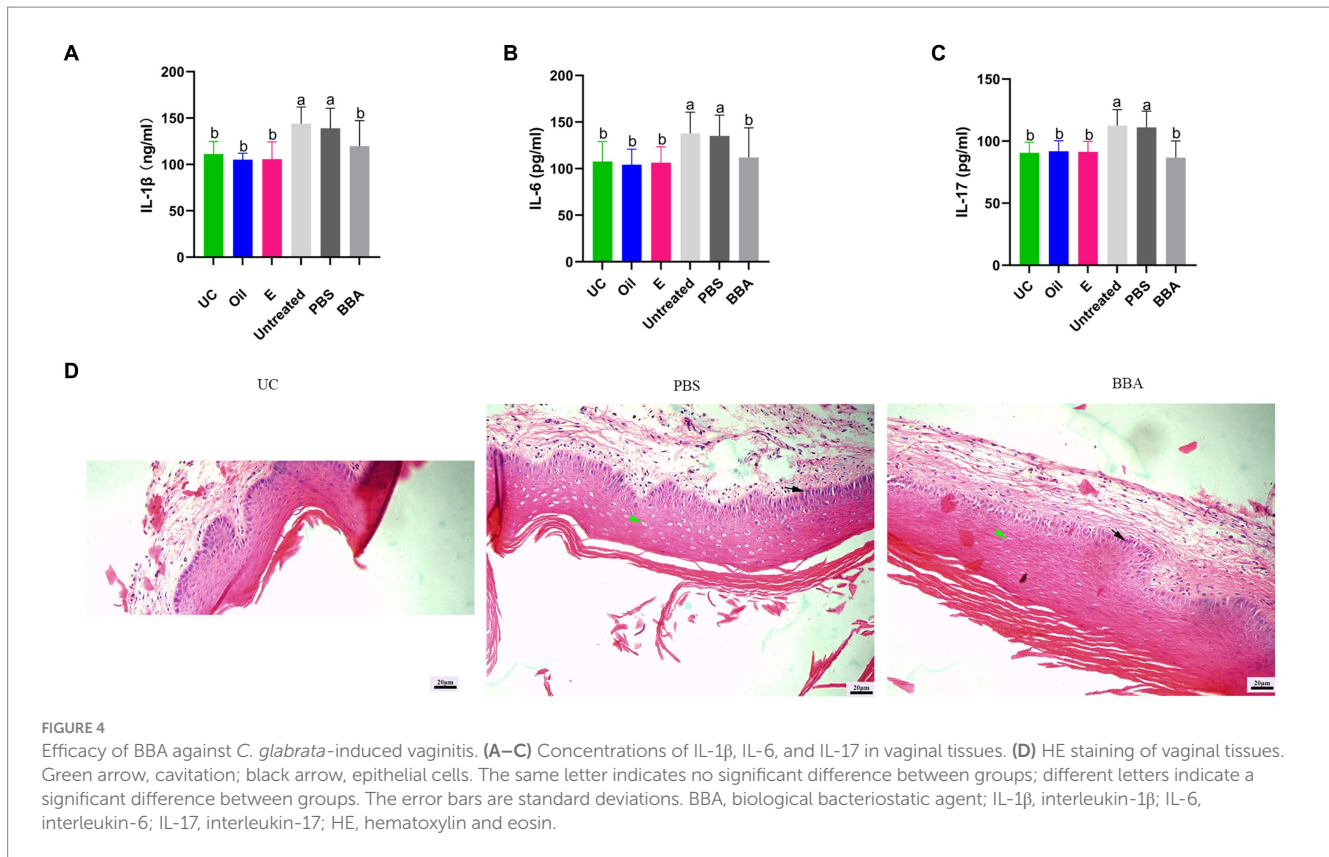 A
B
C
200
150
100
50
0
IL-1β (ng/ml)
b
b
b
a
a
b
UC
Oil
E
Untreated
PBS
BBA
200
150
100
50
0
IL-6 (pg/ml)
b
b
b
a
a
b
UC
Oil
E
Untreated
PBS
BBA
150
100
50
0
IL-17 (pg/ml)
b
b
b
a
a
b
UC
Oil
E
Untreated
PBS
BBA
D
UC
PBS
BBA
20μm
20μm
20μm
FIGURE 4
Efficacy of BBA against C. glabrata-induced vaginitis. (A–C) Concentrations of IL-1β, IL-6, and IL-17 in vaginal tissues. (D) HE staining of vaginal tissues.
Green arrow, cavitation; black arrow, epithelial cells. The same letter indicates no significant difference between groups; different letters indicate a
significant difference between groups. The error bars are standard deviations. BBA, biological bacteriostatic agent; IL-1β, interleukin-1β; IL-6,
interleukin-6; IL-17, interleukin-17; HE, hematoxylin and eosin.